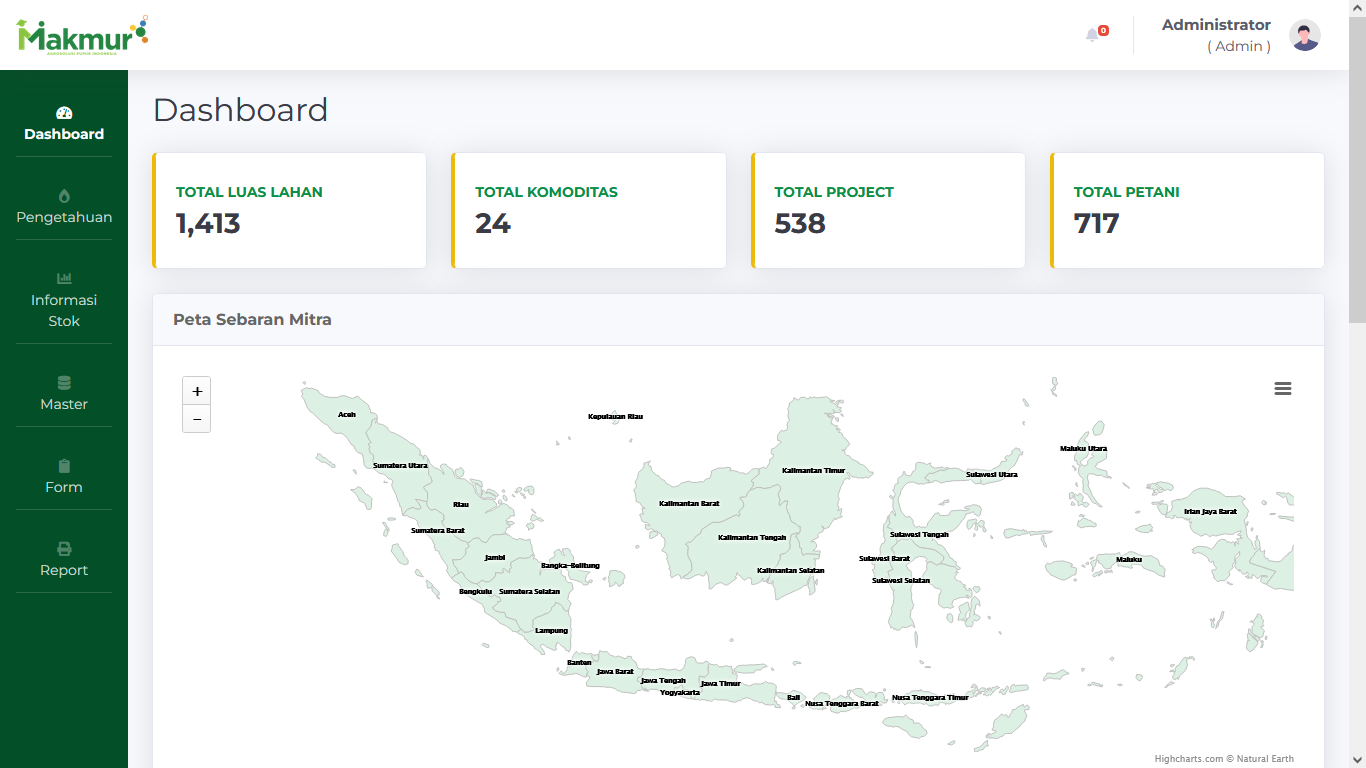 Makmur
AGROSOLUSI PUPUK INDONESIA
0
Administrator
( Admin )
Dashboard
Pengetahuan
Informasi
Stok
Master
Form
Report
Dashboard
TOTAL LUAS LAHAN
1,413
TOTAL KOMODITAS
24
TOTAL PROJECT
538
TOTAL PETANI
717
Peta Sebaran Mitra
+
−
Aceh
Kepulauan Riau
Maluku Utara
Sumatera Utara
Kalimantan Timur
Sulawesi Utara
Riau
Kalimantan Barat
Irian Jaya Barat
Sumatera Barat
Kalimantan Tengah
Sulawesi Tengah
Jambi
Bangka-Belitung
Kalimantan Selatan
Sulawesi Barat
Maluku
Sulawesi Selatan
Bengkulu
Sumatera Selatan
Lampung
Banten
Jawa Barat
Jawa Tengah
Jawa Timur
Yogyakarta
Bali
Nusa Tenggara Barat
Nusa Tenggara Timur
Highcharts.com © Natural Earth